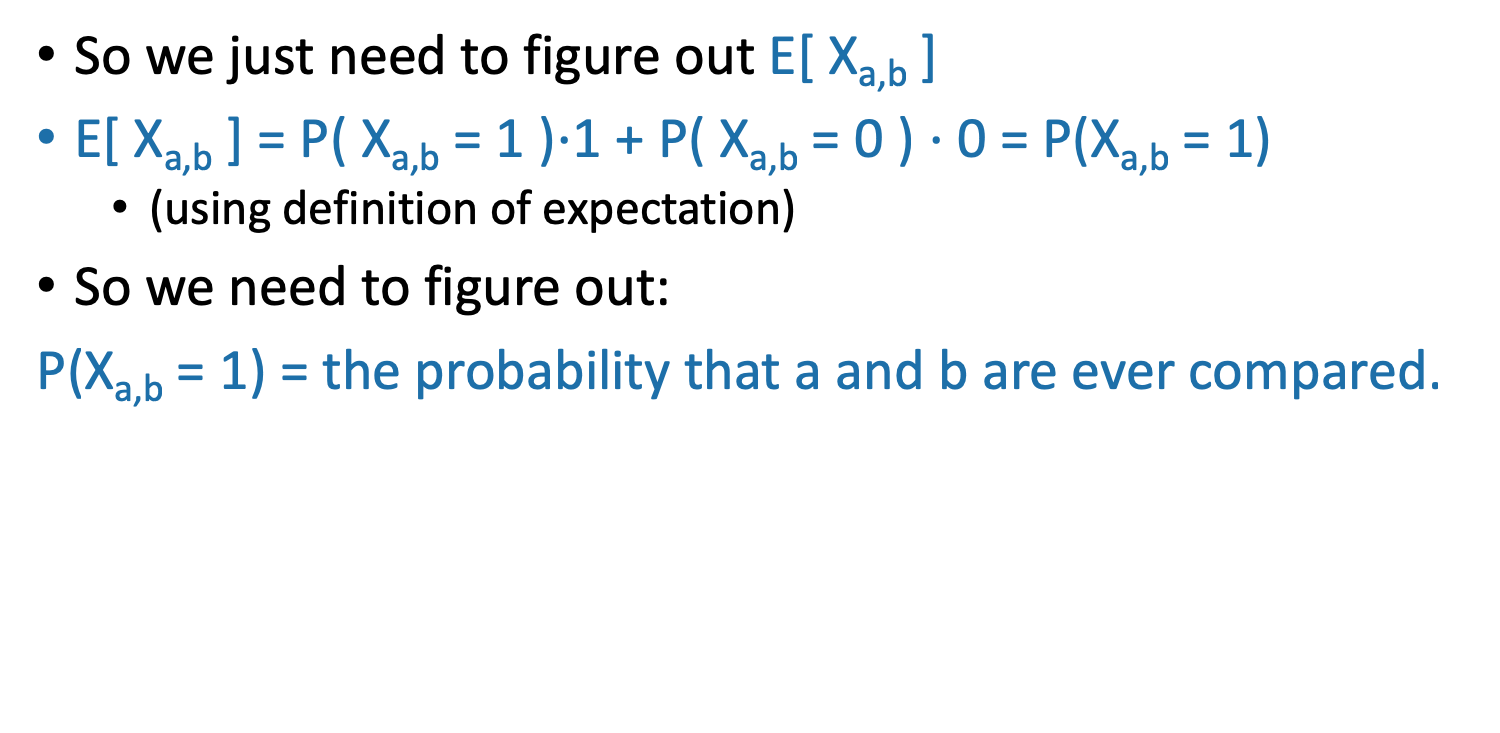 • So we just need to figure out E[ Xa,b ]
• E[ Xa,b ] = P( Xa,b = 1 )·1 + P( Xa,b = 0 ) · 0 = P(Xa,b = 1)
• (using definition of expectation)
• So we need to figure out:
P(Xa,b = 1) = the probability that a and b are ever compared.